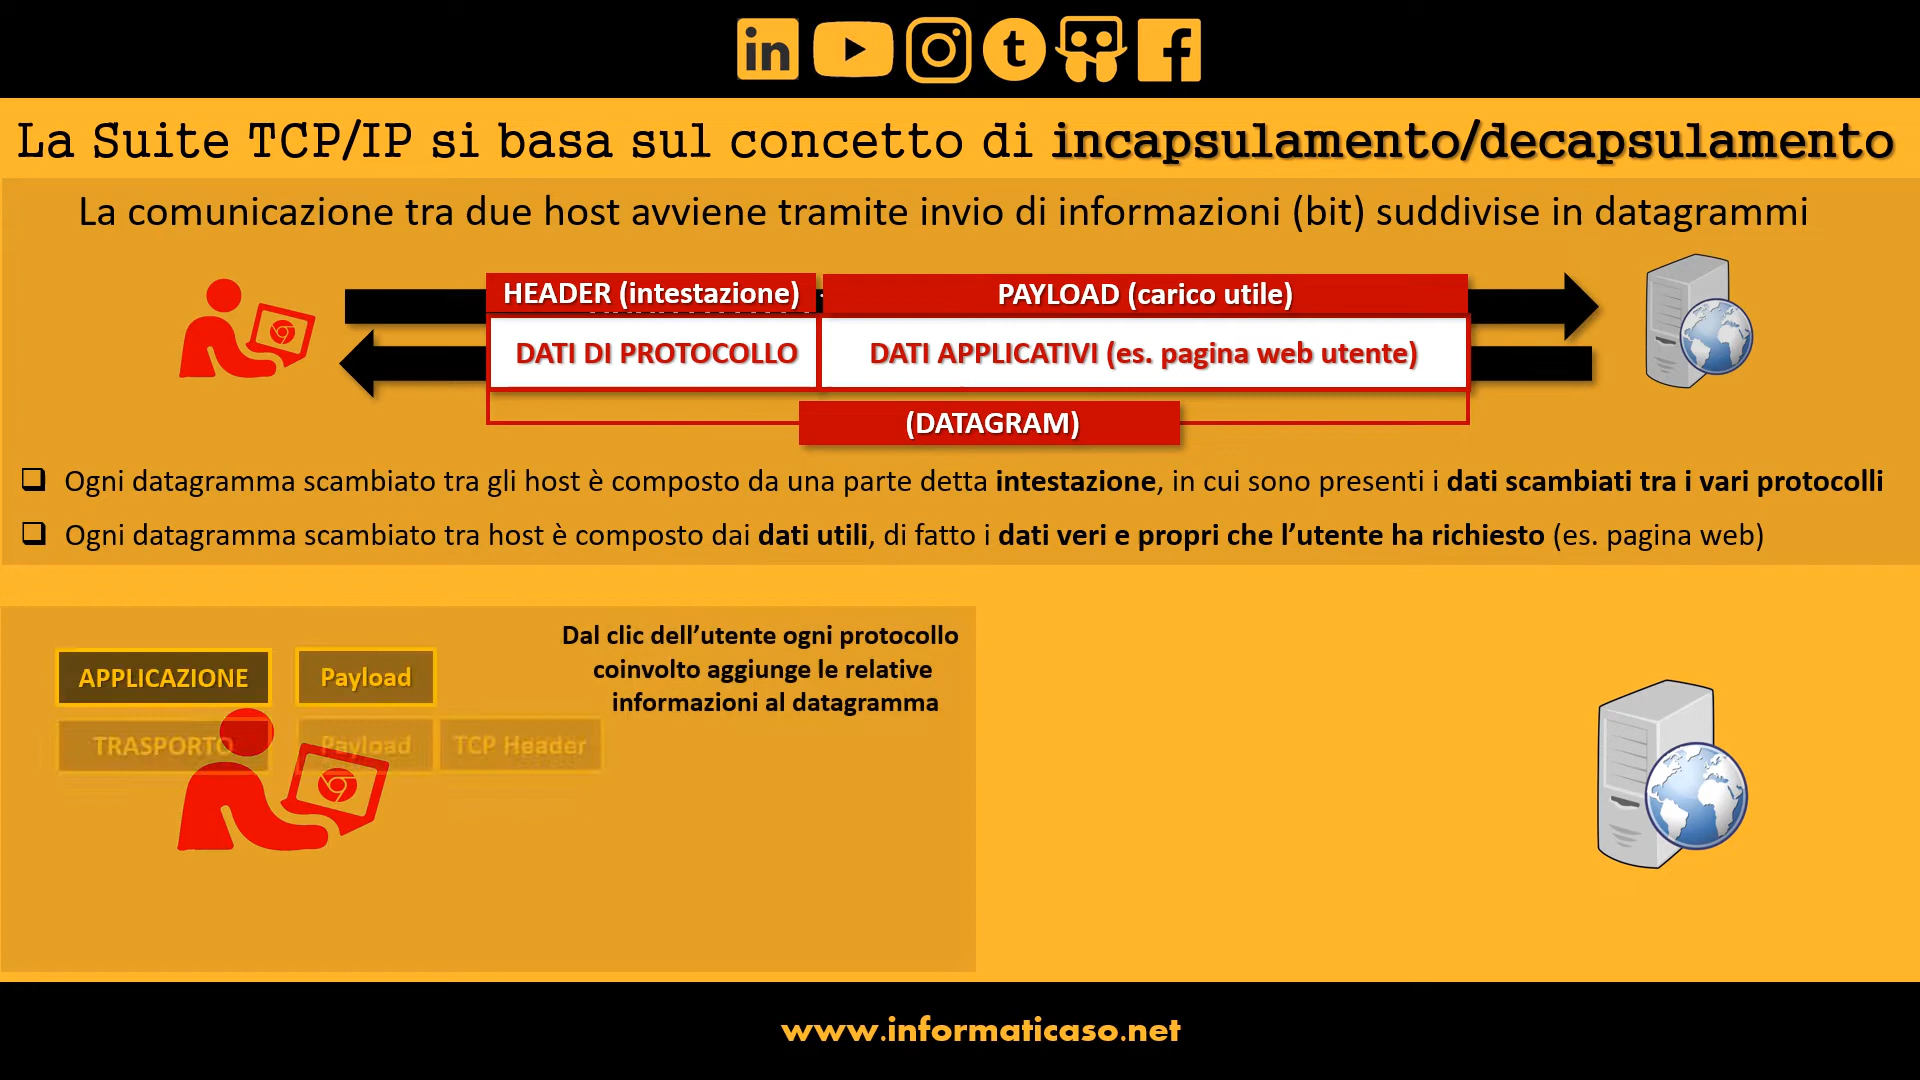 La Suite TCP/IP si basa sul concetto di incapsulamento/decapsulamento
La comunicazione tra due host avviene tramite invio di informazioni (bit) suddivise in datagrammi
HEADER (intestazione)
PAYLOAD (carico utile)
DATI DI PROTOCOLLO
DATI APPLICATIVI (es. pagina web utente)
(DATAGRAM)
Ogni datagramma scambiato tra gli host è composto da una parte detta intestazione, in cui sono presenti i dati scambiati tra i vari protocolli
Ogni datagramma scambiato tra host è composto dai dati utili, di fatto i dati veri e propri che l’utente ha richiesto (es. pagina web)
Dal clic dell’utente ogni protocollo
coinvolto aggiunge le relative
informazioni al datagramma
APPLICAZIONE
Payload
TRASPORTO
Payload
TCP Header
www.informaticaso.net